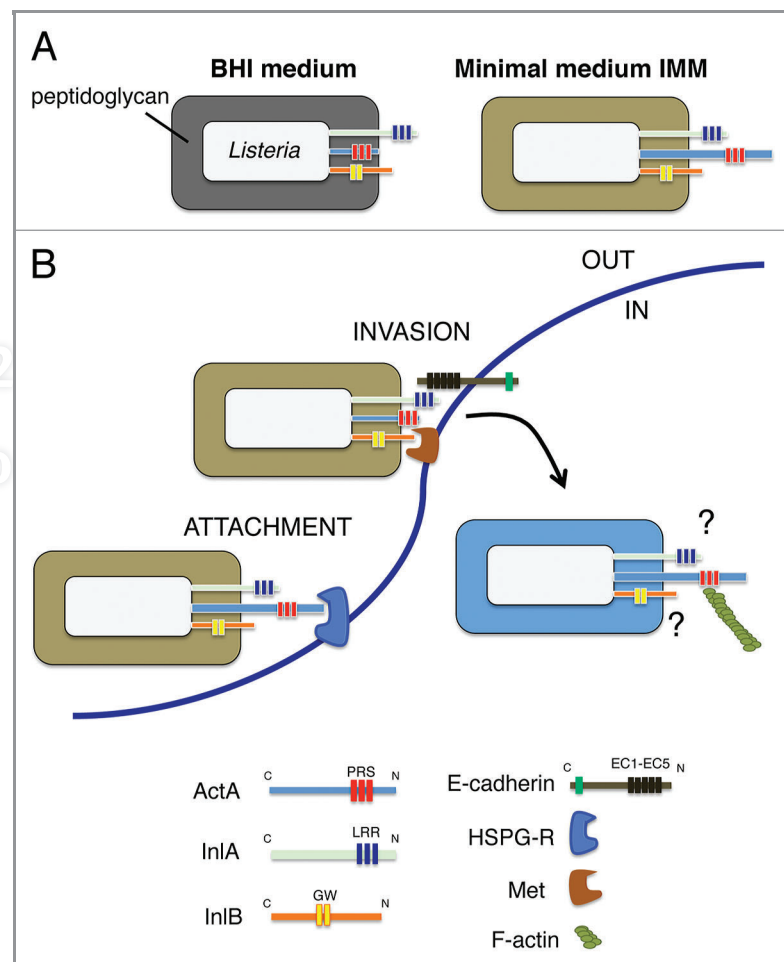 A
BHI medium
Minimal medium IMM
peptidoglycan
Listeria
B
OUT
IN
INVASION
ATTACHMENT
?
?
C PRS N
ActA
C LRR N
InlA
C GW N
InlB
C EC1-EC5 N
E-cadherin
HSPG-R
Met
F-actin